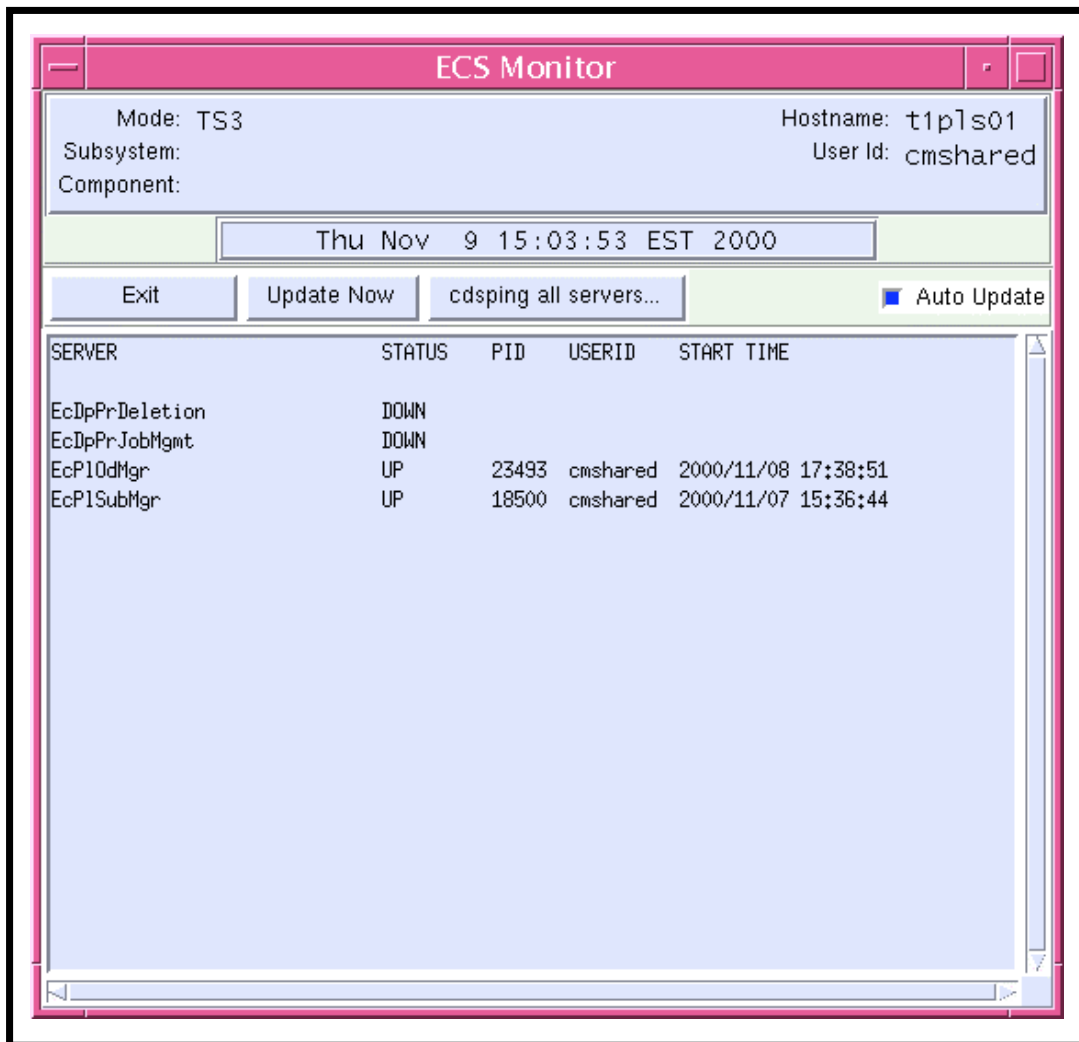 ECS Monitor
Mode: TS3 Hostname: t1pls01
Subsystem: User Id: cmshared
Component:
Thu Nov 9 15:03:53 EST 2000
Exit Update Now cdsping all servers... Auto Update
SERVER STATUS PID USERID START TIME
EcDpPrDeletion DOWN
EcDpPrJobMgmt DOWN
EcPlOdMgr UP 23493 cmshared 2000/11/08 17:38:51
EcPlSubMgr UP 18500 cmshared 2000/11/07 15:36:44